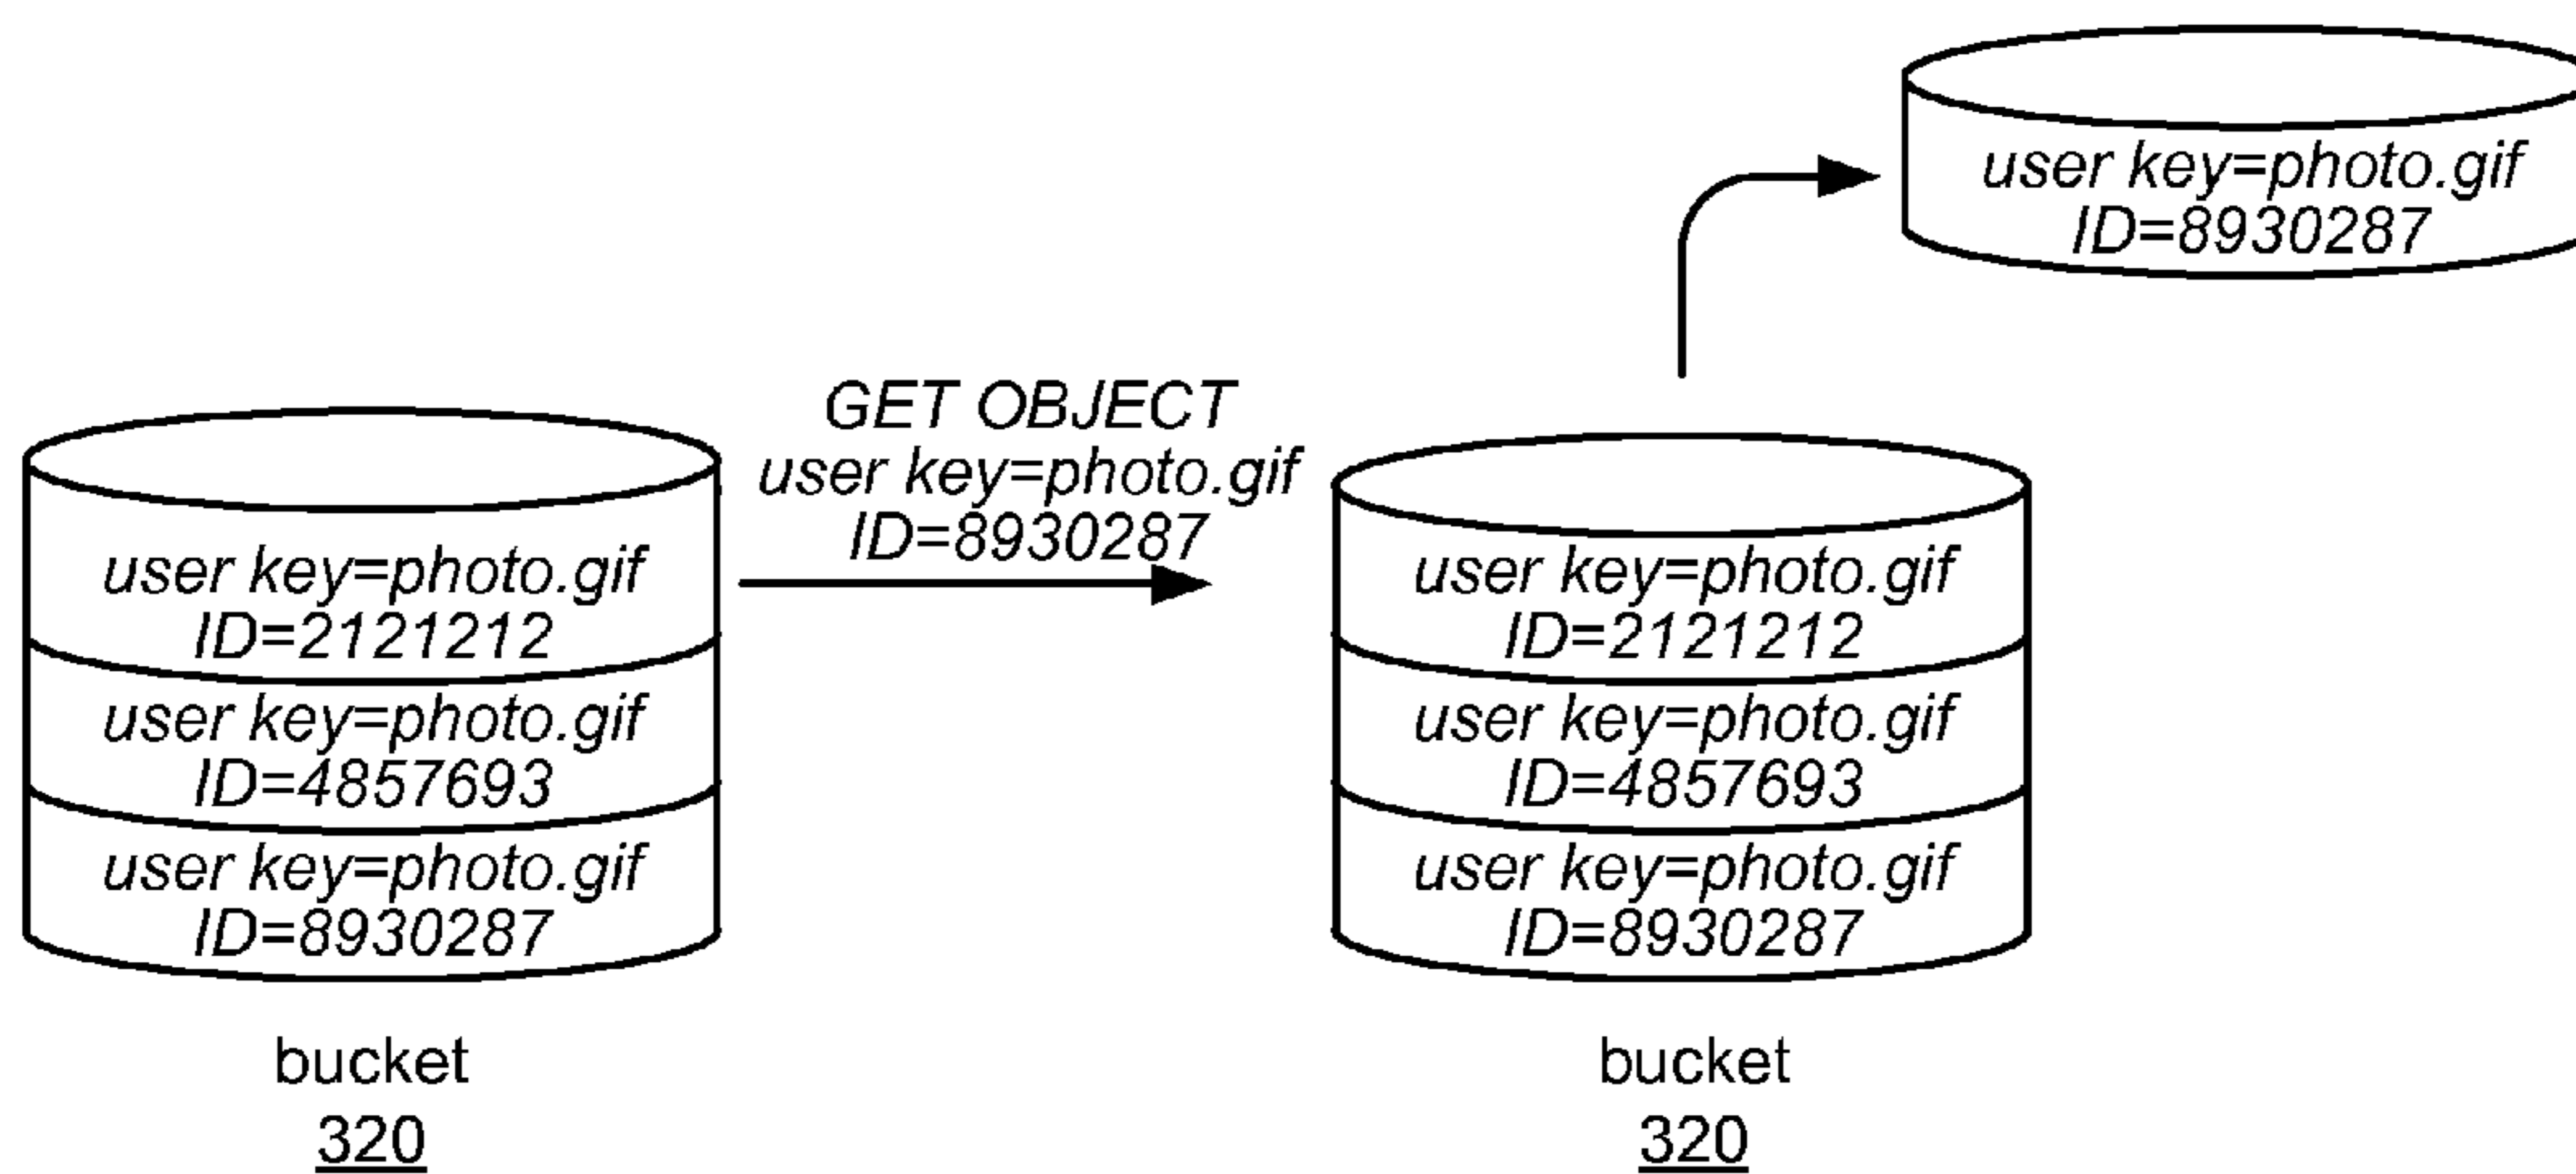 user key=photo.gif
ID=8930287
GET OBJECT
user key=photo.gif
ID=8930287
user key=photo.gif
ID=2121212
user key=photo.gif
ID=4857693
user key=photo.gif
ID=8930287
bucket
320
user key=photo.gif
ID=2121212
user key=photo.gif
ID=4857693
user key=photo.gif
ID=8930287
bucket
320